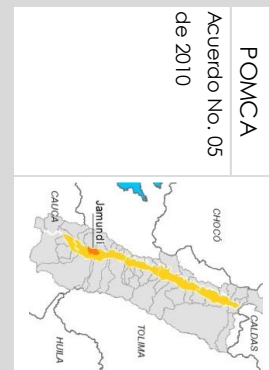 POMCA
Acuerdo No. 05
de 2010
CHOCÓ
CALDAS
Jamundí
CAUCA
TOLIMA
HUILA